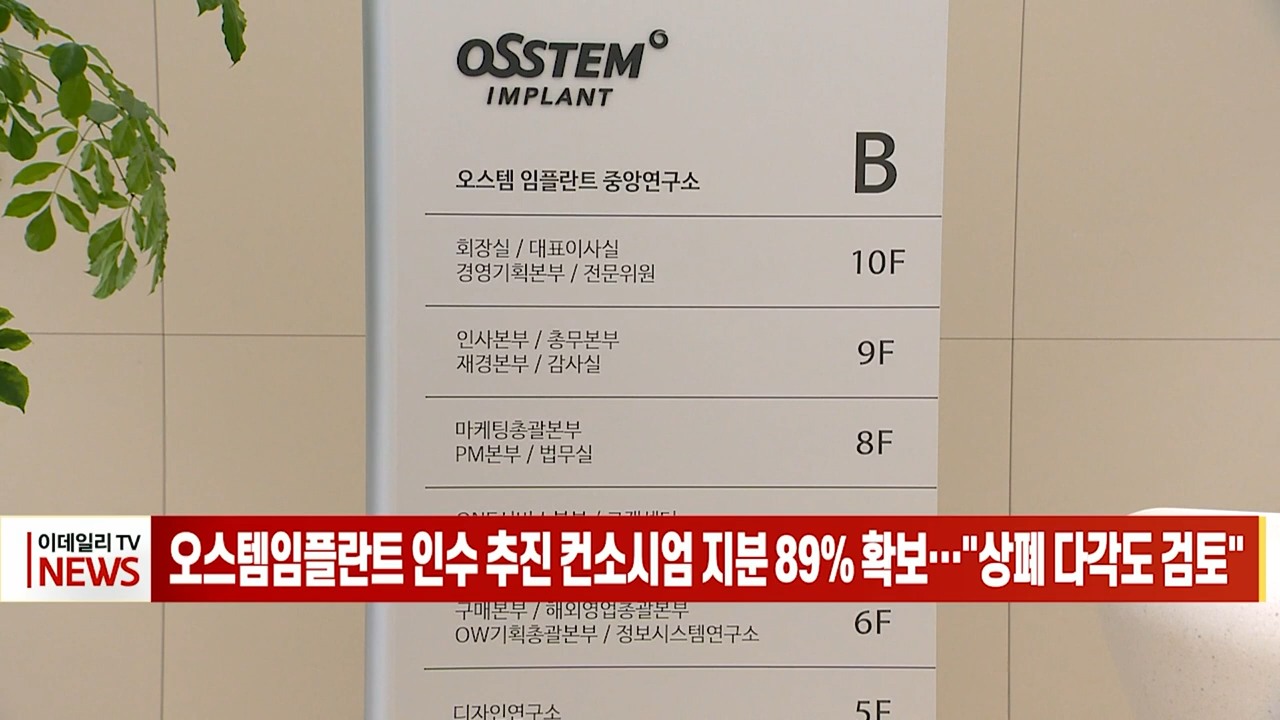 OSSTEM
IMPLANT
오스템 임플란트 중앙연구소
B
회장실 / 대표이사실
경영기획본부 / 전문위원
10F
인사본부 / 총무본부
재경본부 / 감사실
9F
마케팅총괄본부
PM본부 / 법무실
8F
이데일리 TV
NEWS
오스템임플란트 인수 추진 컨소시엄 지분 89% 확보…"상폐 다각도 검토"
구매본부 / 해외영업총괄본부
OW기획총괄본부 / 정보시스템연구소
6F
디자인연구소
5F